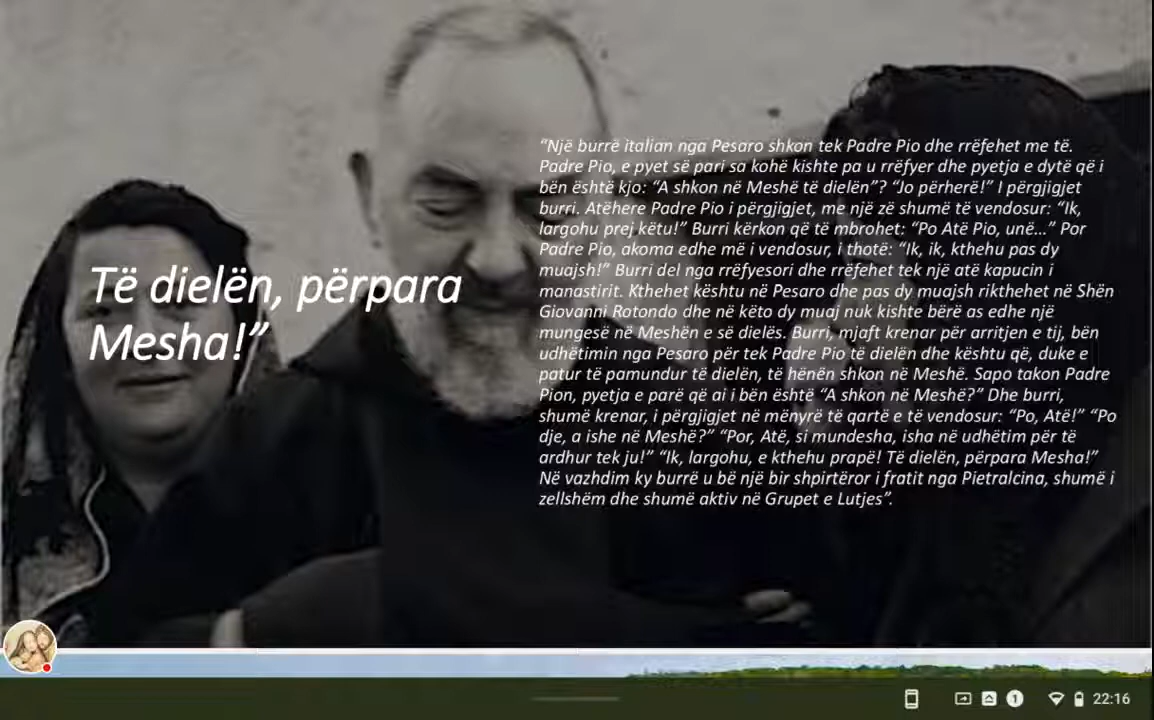 Të dielën, përpara
Mesha!”
“Një burrë italian nga Pesaro shkon tek Padre Pio dhe rrëfehet me të.
Padre Pio, e pyet së pari sa kohë kishte pa u rrëfyer dhe pyetja e dytë që i
bën është kjo: “A shkon në Meshë të dielën”? “Jo përherë!” I përgjigjet
burri. Atëhere Padre Pio i përgjigjet, me një zë shumë të vendosur: “Ik,
largohu prej këtu!” Burri kërkon që të mbrohet: “Po Atë Pio, unë...” Por
Padre Pio, akoma edhe më i vendosur, i thotë: “Ik, ik, kthehu pas dy
muajsh!” Burri del nga rrëfyesori dhe rrëfehet tek një atë kapucin i
manastirit. Kthehet kështu në Pesaro dhe pas dy muajsh rikthehet në Shën
Giovanni Rotondo dhe në këto dy muaj nuk kishte bërë as edhe një
mungesë në Meshën e së dielës. Burri, mjaft krenar për arritjen e tij, bën
udhëtimin nga Pesaro për tek Padre Pio të dielën dhe kështu që, duke e
patur të pamundur të dielën, të hënën shkon në Meshë. Sapo takon Padre
Pion, pyetja e parë që ai i bën është “A shkon në Meshë?” Dhe burri,
shumë krenar, i përgjigjet në mënyrë të qartë e të vendosur: “Po, Atë!” “Po
dje, a ishe në Meshë?” “Por, Atë, si mundesha, isha në udhëtim për të
ardhur tek ju!” “Ik, largohu, e kthehu prapë! Të dielën, përpara Mesha!”
Në vazhdim ky burrë u bë një bir shpirtëror i fratit nga Pietralcina, shumë i
zellshëm dhe shumë aktiv në Grupet e Lutjes”.
1
22:16